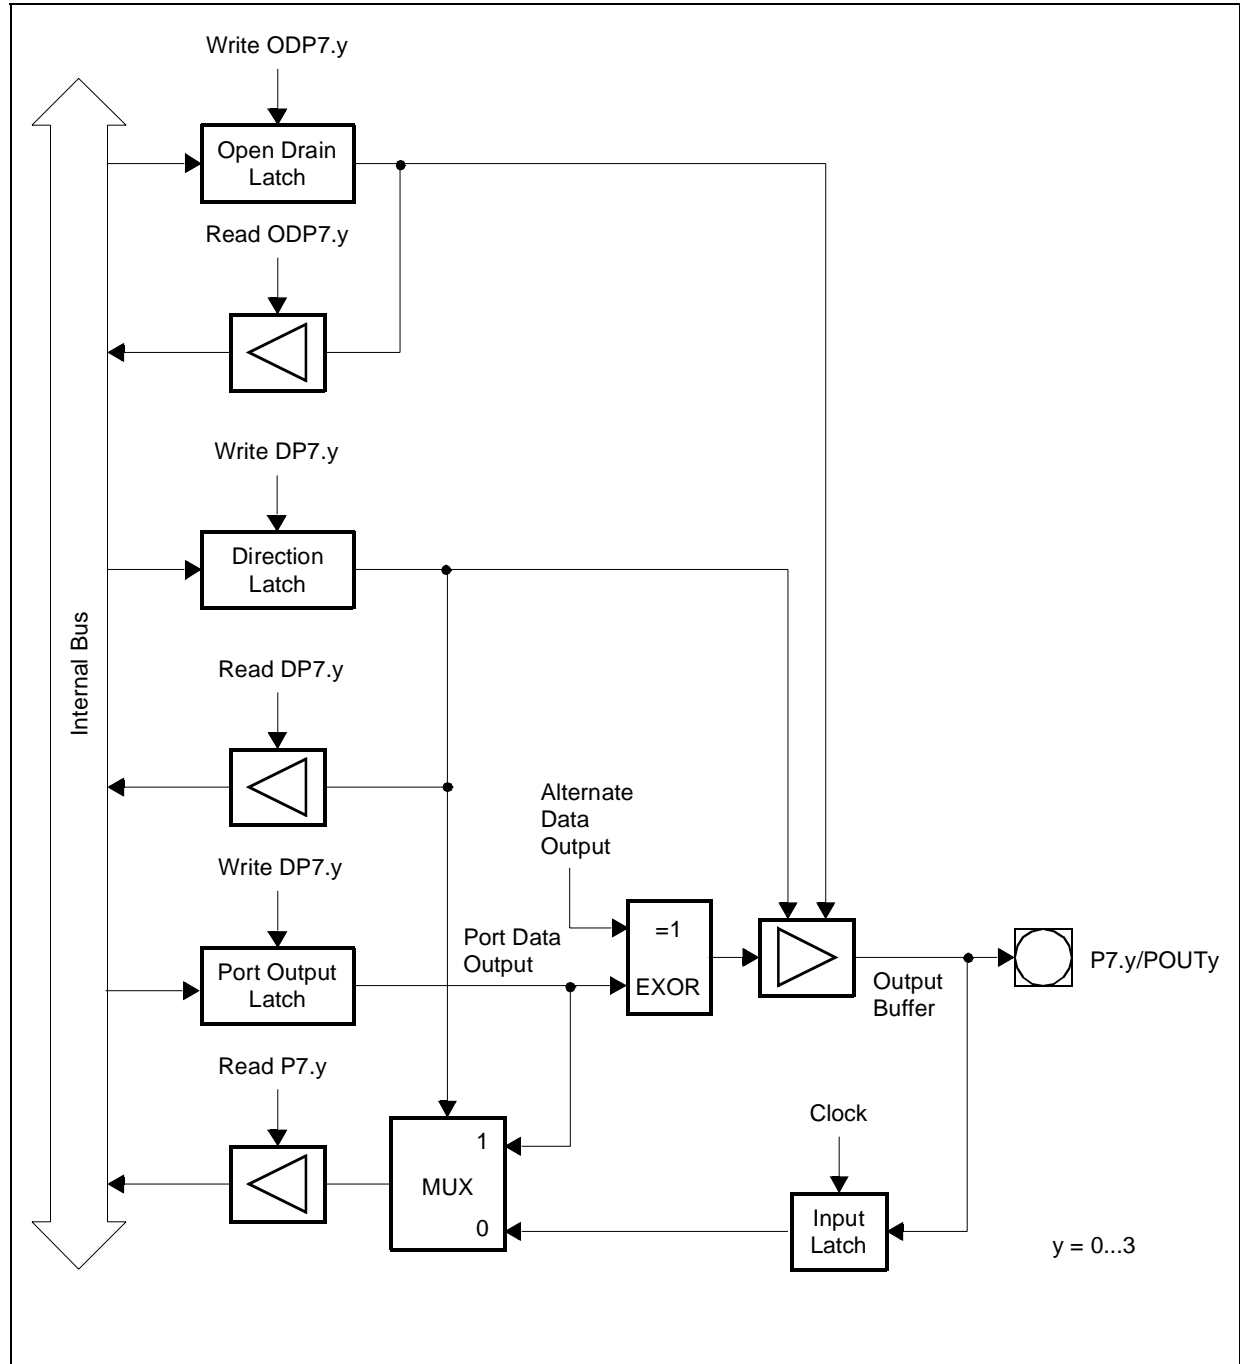 Write ODP7.y
Open Drain
Latch
Read ODP7.y
Write DP7.y
Direction
Latch
Internal Bus
Read DP7.y
Alternate
Data
Output
Write DP7.y
=1
EXOR
Port Data
Output
Port Output
Latch
Output
Buffer
P7.y/POUTy
Read P7.y
1
MUX
0
Clock
Input
Latch
y = 0...3